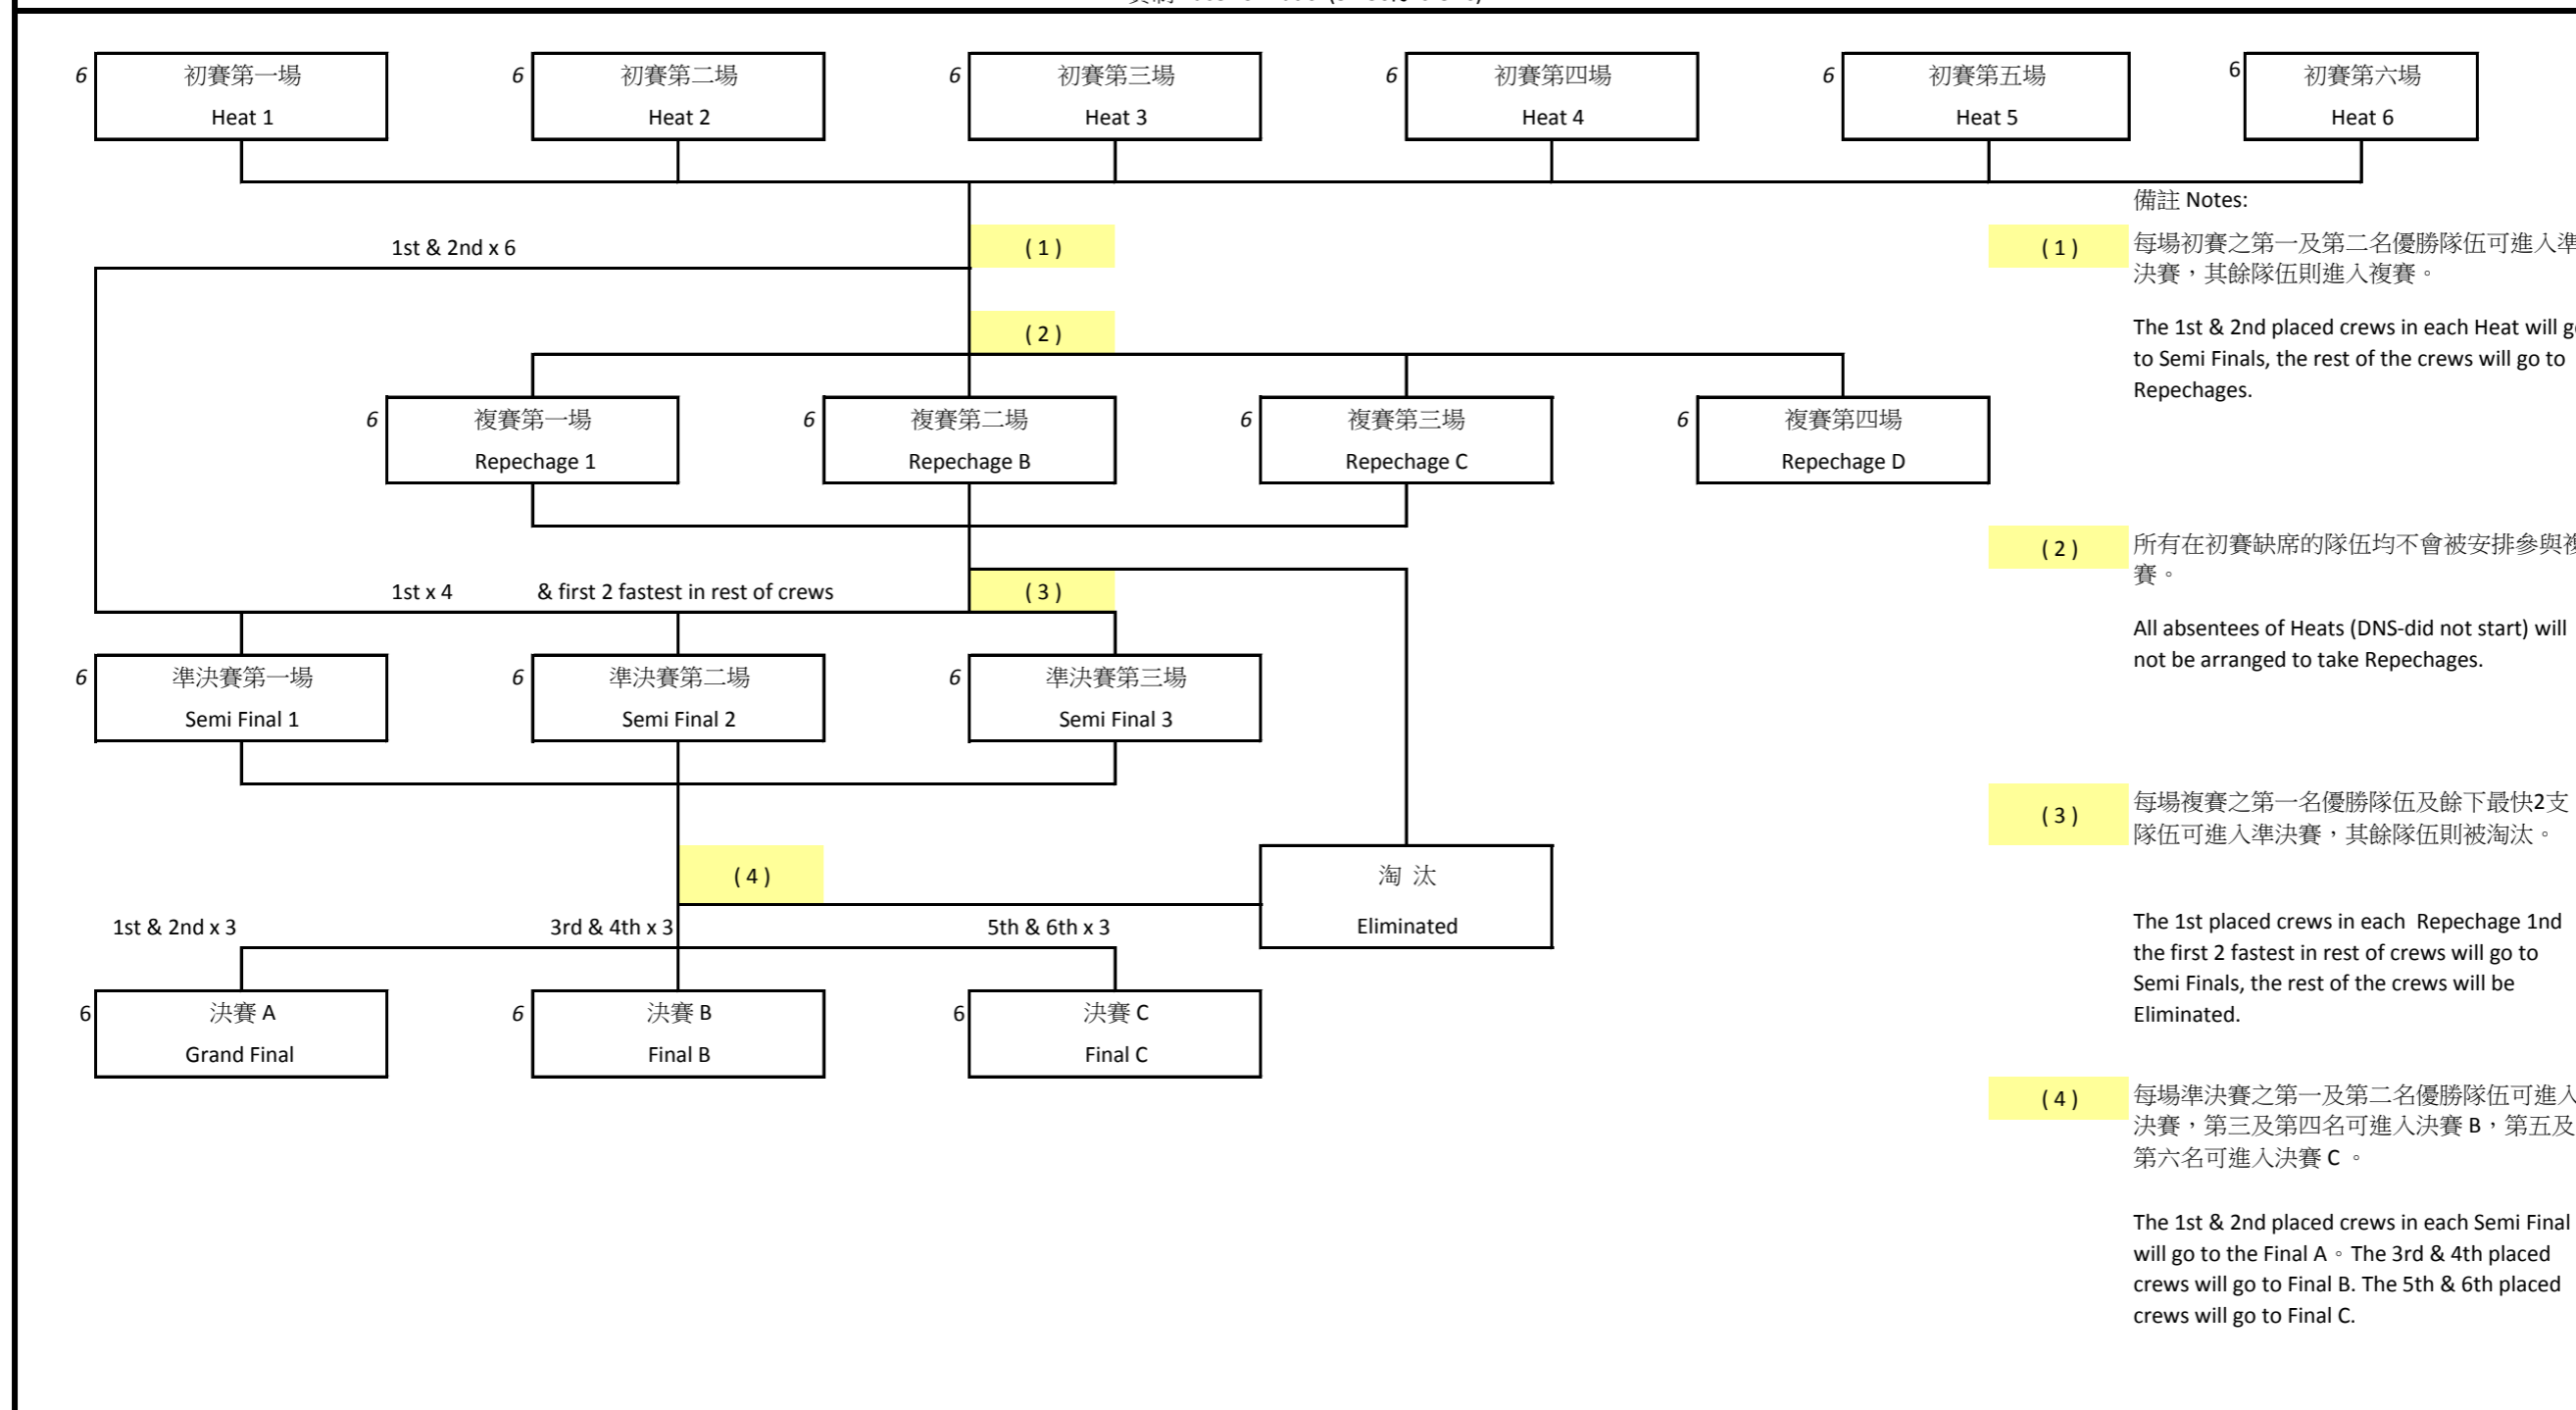 6 初賽第一場 6 初賽第二場 6 初賽第三場 6 初賽第四場 6 初賽第五場 6 初賽第六場
Heat 1 Heat 2 Heat 3 Heat 4 Heat 5 Heat 6
1st & 2nd x 6 ( 1 )
( 2 )
6 複賽第一場 6 複賽第二場 6 複賽第三場 6 複賽第四場
Repechage 1 Repechage B Repechage C Repechage D
1st x 4 & first 2 fastest in rest of crews ( 3 )
6 準決賽第一場 6 準決賽第二場 6 準決賽第三場
Semi Final 1 Semi Final 2 Semi Final 3
( 4 )
淘 汰
Eliminated
1st & 2nd x 3 3rd & 4th x 3 5th & 6th x 3
6 決賽 A 6 決賽 B 6 決賽 C
Grand Final Final B Final C
備註 Notes:
( 1 ) 每場初賽之第一及第二名優勝隊伍可進入準
決賽，其餘隊伍則進入複賽。
The 1st & 2nd placed crews in each Heat will
to Semi Finals, the rest of the crews will go to
Repechages.
( 2 ) 所有在初賽缺席的隊伍均不會被安排參與
賽。
All absentees of Heats (DNS-did not start) will
not be arranged to take Repechages.
( 3 ) 每場複賽之第一名優勝隊伍及餘下最快2支
隊伍可進入準決賽，其餘隊伍則被淘汰。
The 1st placed crews in each Repechage 1nd
the first 2 fastest in rest of crews will go to
Semi Finals, the rest of the crews will be
Eliminated.
( 4 ) 每場準決賽之第一及第二名優勝隊伍可進入
決賽，第三及第四名可進入決賽 B，第五及
第六名可進入決賽 C 。
The 1st & 2nd placed crews in each Semi Final
will go to the Final A。The 3rd & 4th placed
crews will go to Final B. The 5th & 6th placed
crews will go to Final C.